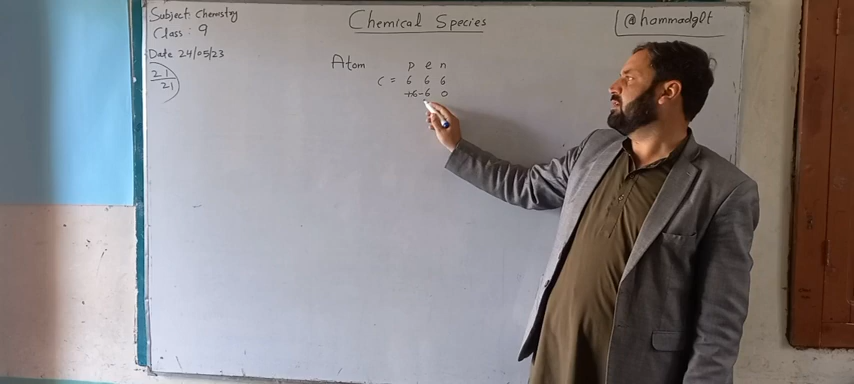 Subject: Chemistry
Class: 9
Date 24/05/23
21
21
Chemical Species
@hammadglt
Atom p e n
C = 6 6 6
+6 -6 0